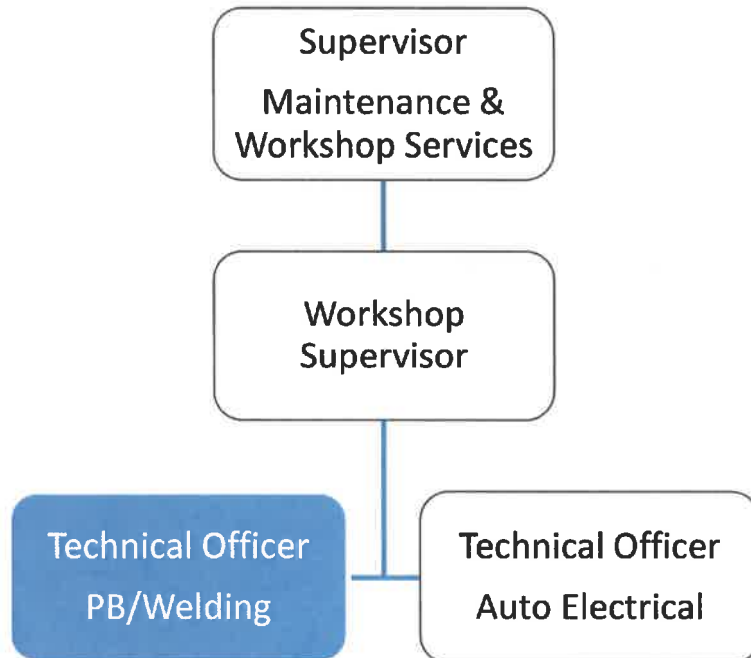 Supervisor
Maintenance &
Workshop Services
Workshop
Supervisor
Technical Officer
PB/Welding
Technical Officer
Auto Electrical